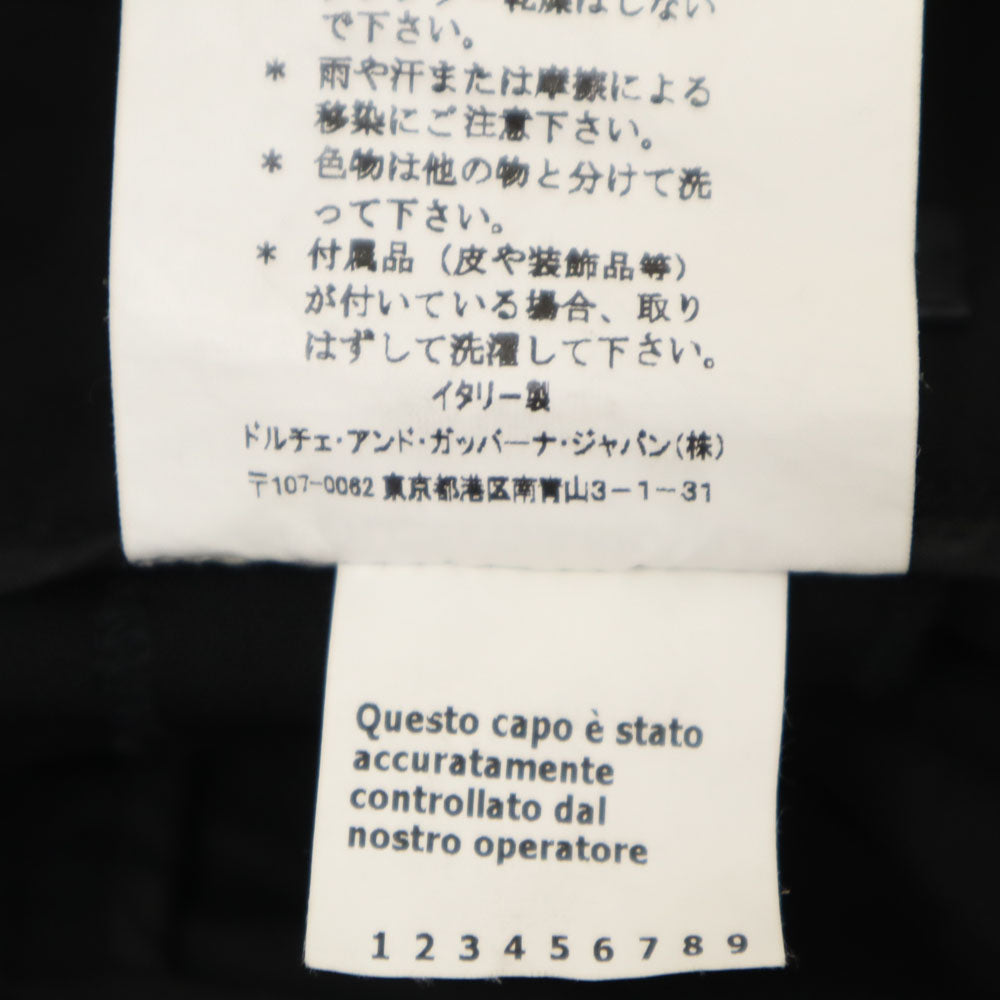 乾燥はしない
で下さい。
* 雨や汗または摩擦による
移染にご注意下さい。
* 色物は他の物と分けて洗
って下さい。
* 付属品（皮や装飾品等）
が付いている場合、取り
はずして洗濯して下さい。
イタリー製
ドルチェ・アンド・ガッバーナ・ジャパン(株)
〒107-0062 東京都港区南青山3-1-31
Questo capo è stato
accuratamente
controllato dal
nostro operatore
1 2 3 4 5 6 7 8 9